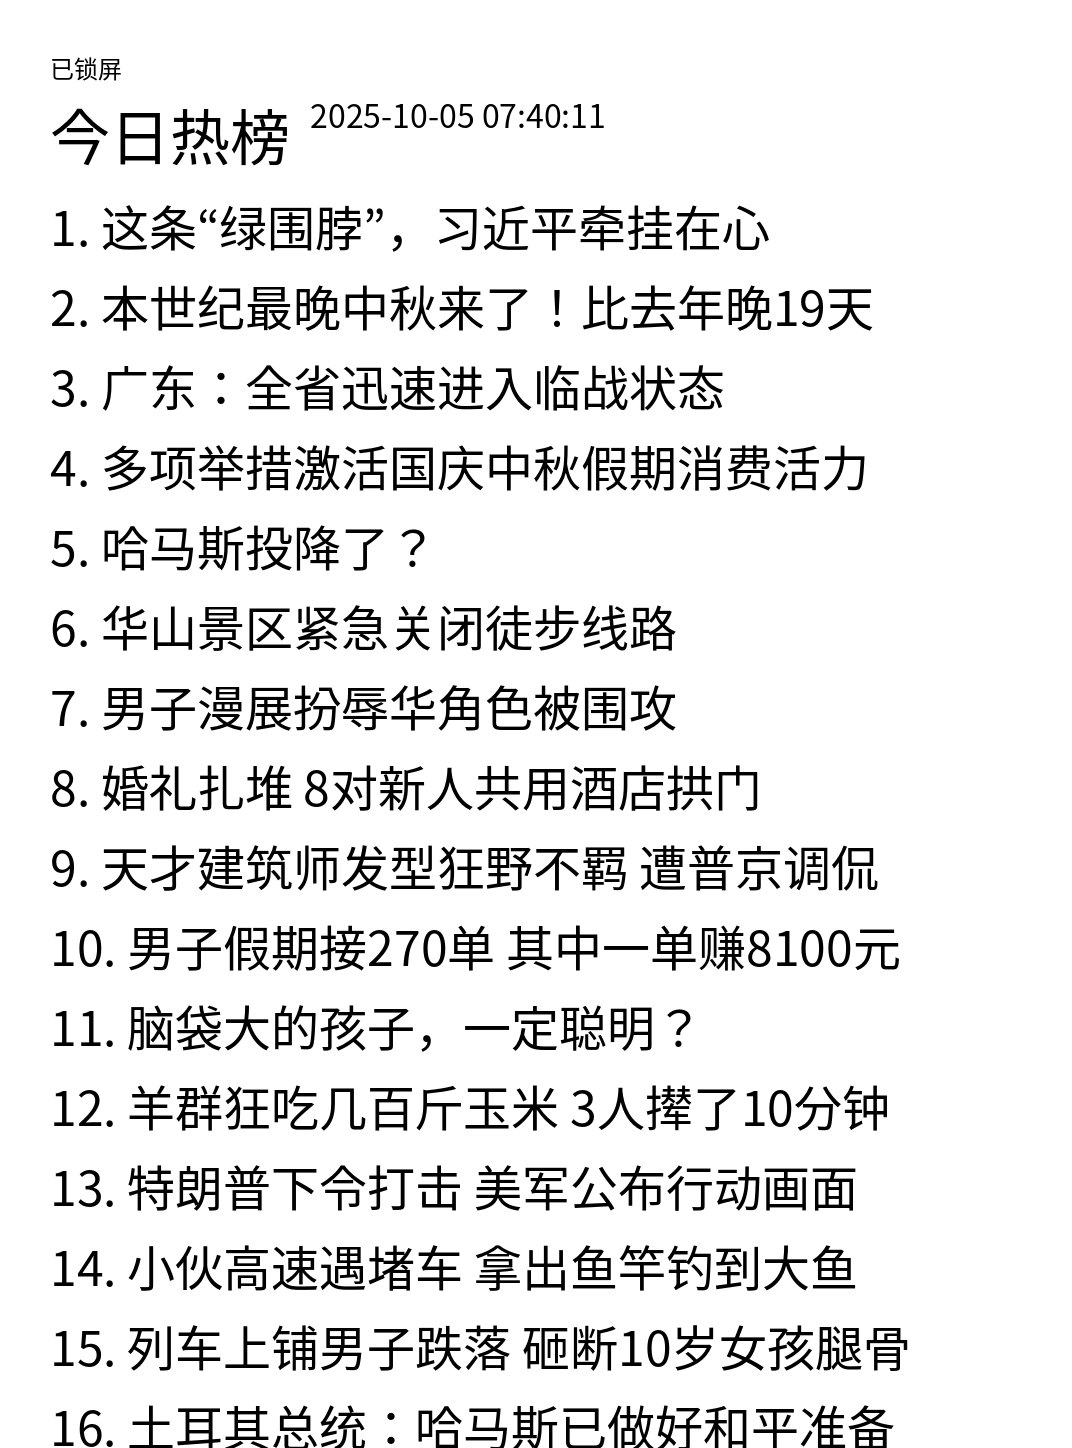 已锁屏
今日热榜 2025-10-05 07:40:11
1. 这条“绿围脖”，习近平牵挂在心
2. 本世纪最晚中秋来了！比去年晚19天
3. 广东：全省迅速进入临战状态
4. 多项举措激活国庆中秋假期消费活力
5. 哈马斯投降了？
6. 华山景区紧急关闭徒步线路
7. 男子漫展扮辱华角色被围攻
8. 婚礼扎堆 8对新人共用酒店拱门
9. 天才建筑师发型狂野不羁 遭普京调侃
10. 男子假期接270单 其中一单赚8100元
11. 脑袋大的孩子，一定聪明？
12. 羊群狂吃几百斤玉米 3人撵了10分钟
13. 特朗普下令打击 美军公布行动画面
14. 小伙高速遇堵车 拿出鱼竿钓到大鱼
15. 列车上铺男子跌落 砸断10岁女孩腿骨
16. 土耳其总统：哈马斯已做好和平准备